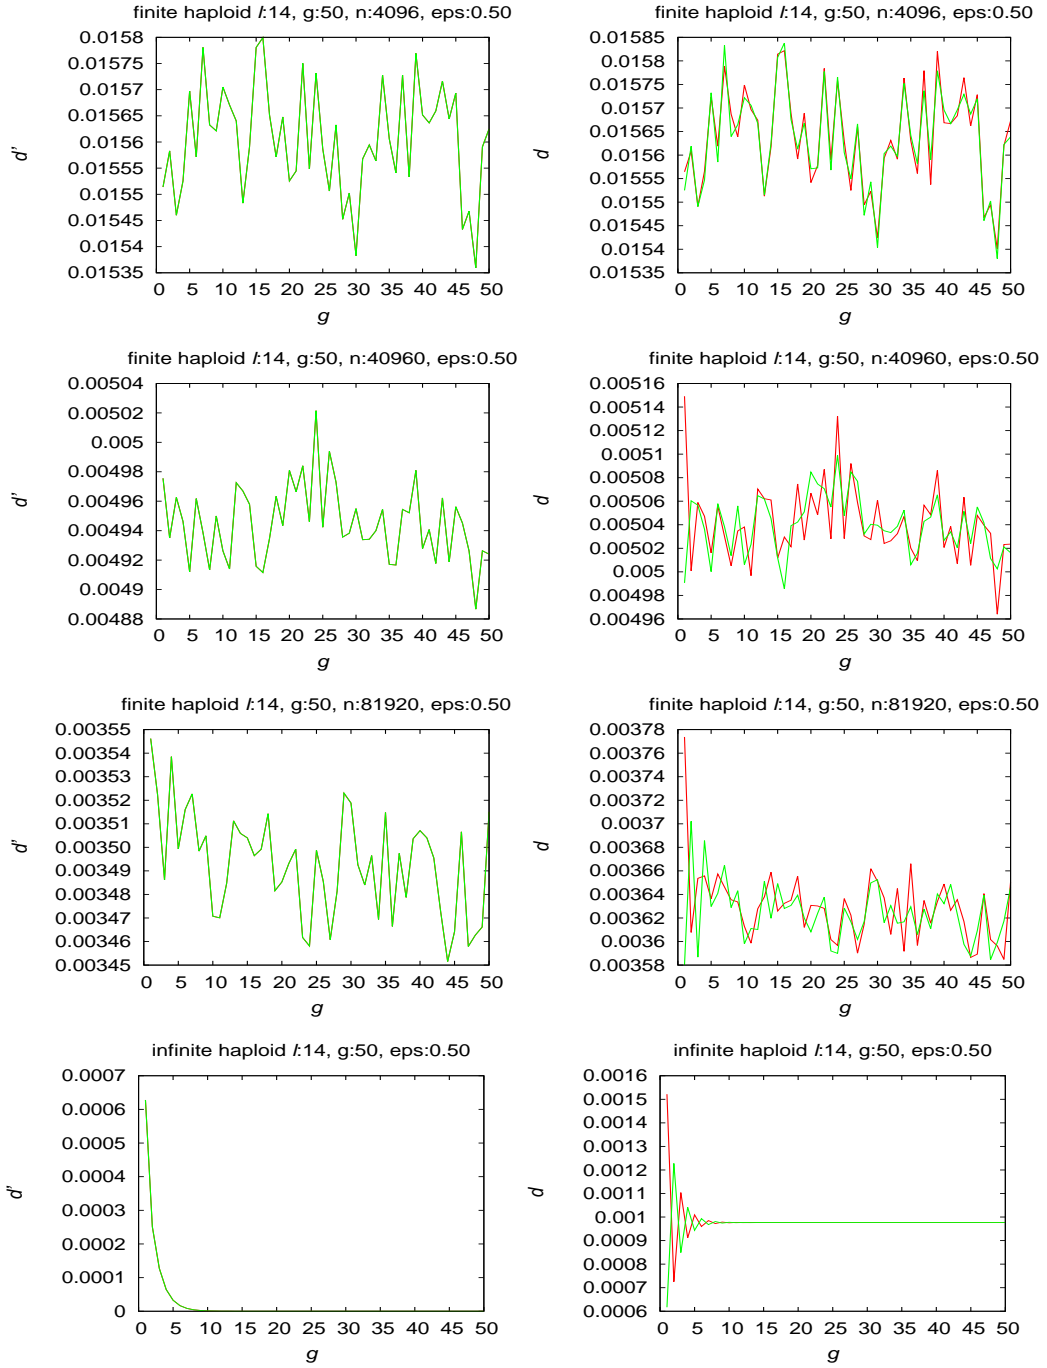 finite haploid l:14, g:50, n:4096, eps:0.50
0.0158
0.01575
0.0157
0.01565
0.0156
0.01555
0.0155
0.01545
0.0154
0.01535
d'
0 5 10 15 20 25 30 35 40 45 50
g
finite haploid l:14, g:50, n:4096, eps:0.50
0.01585
0.0158
0.01575
0.0157
0.01565
0.0156
0.01555
0.0155
0.01545
0.0154
0.01535
d
0 5 10 15 20 25 30 35 40 45 50
g
finite haploid l:14, g:50, n:40960, eps:0.50
0.00504
0.00502
0.005
0.00498
0.00496
0.00494
0.00492
0.0049
0.00488
d'
0 5 10 15 20 25 30 35 40 45 50
g
finite haploid l:14, g:50, n:40960, eps:0.50
0.00516
0.00514
0.00512
0.0051
0.00508
0.00506
0.00504
0.00502
0.005
0.00498
0.00496
d
0 5 10 15 20 25 30 35 40 45 50
g
finite haploid l:14, g:50, n:81920, eps:0.50
0.00355
0.00354
0.00353
0.00352
0.00351
0.00350
0.00349
0.00348
0.00347
0.00346
0.00345
d'
0 5 10 15 20 25 30 35 40 45 50
g
finite haploid l:14, g:50, n:81920, eps:0.50
0.00378
0.00376
0.00374
0.00372
0.0037
0.00368
0.00366
0.00364
0.00362
0.0036
0.00358
d
0 5 10 15 20 25 30 35 40 45 50
g
infinite haploid l:14, g:50, eps:0.50
0.0007
0.0006
0.0005
0.0004
0.0003
0.0002
0.0001
0
d'
0 5 10 15 20 25 30 35 40 45 50
g
infinite haploid l:14, g:50, eps:0.50
0.0016
0.0015
0.0014
0.0013
0.0012
0.0011
0.001
0.0009
0.0008
0.0007
0.0006
d
0 5 10 15 20 25 30 35 40 45 50
g